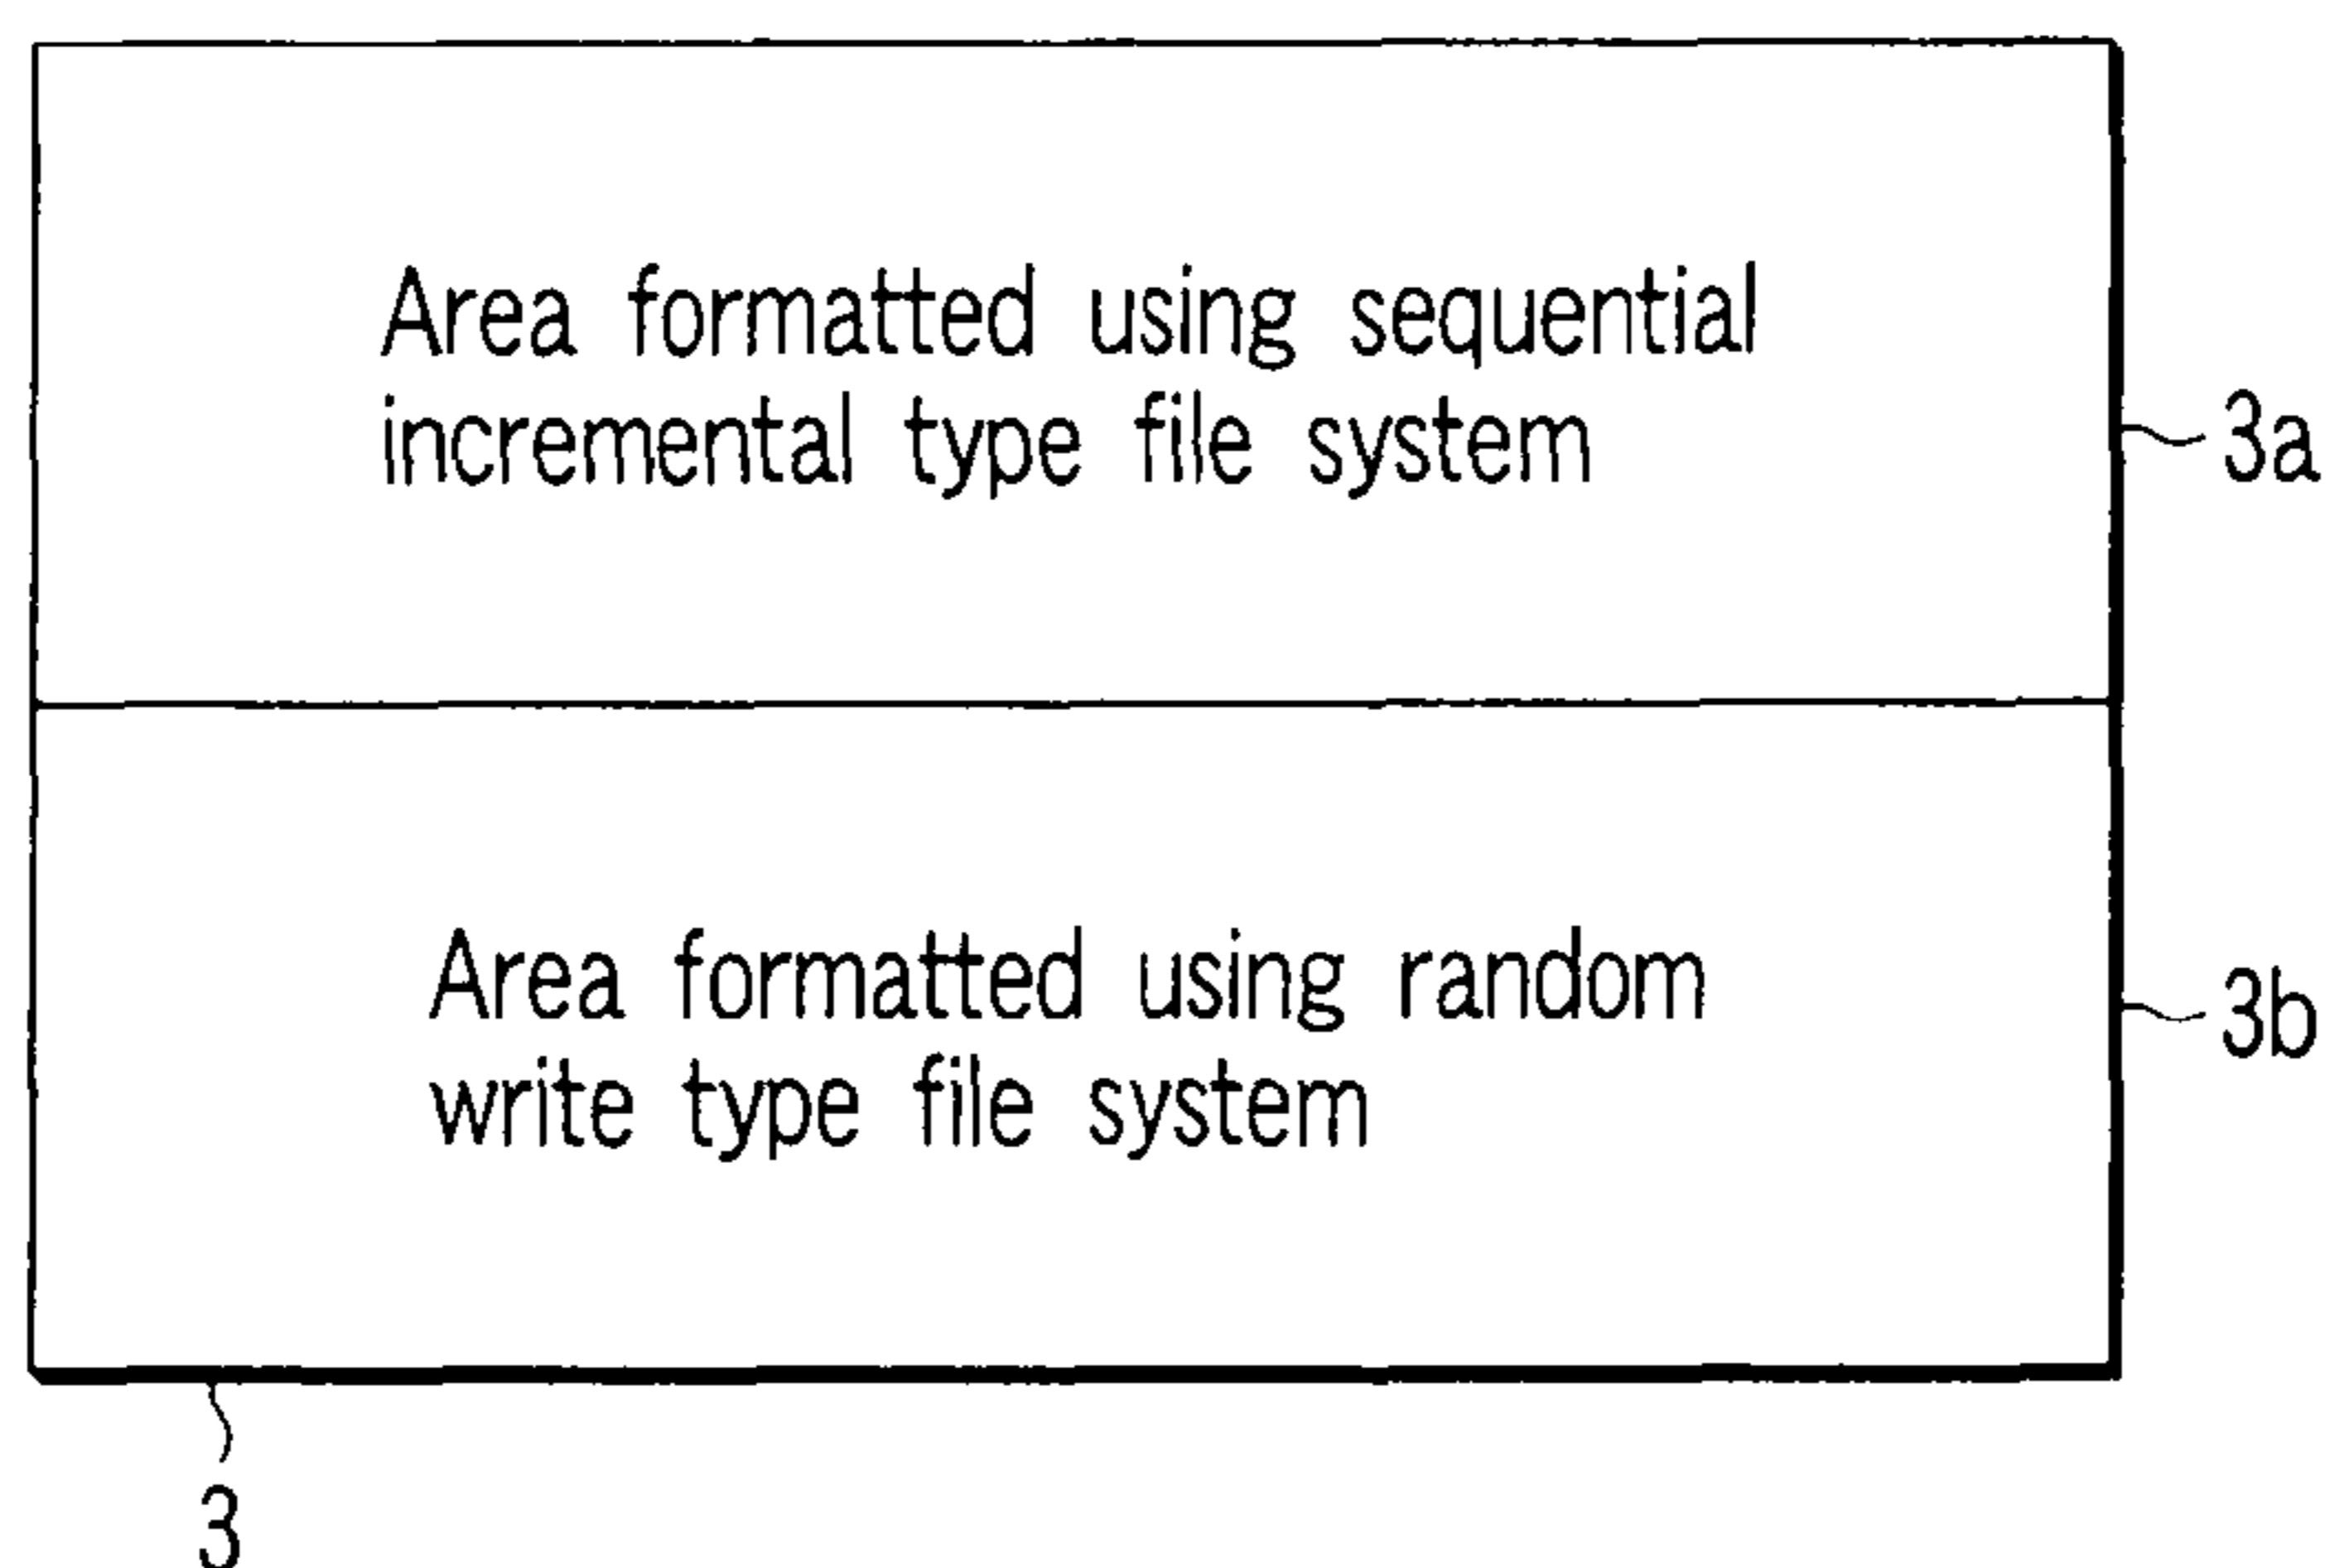 Area formatted using sequential
incremental type file system
3a
Area formatted using random
write type file system
3b
3